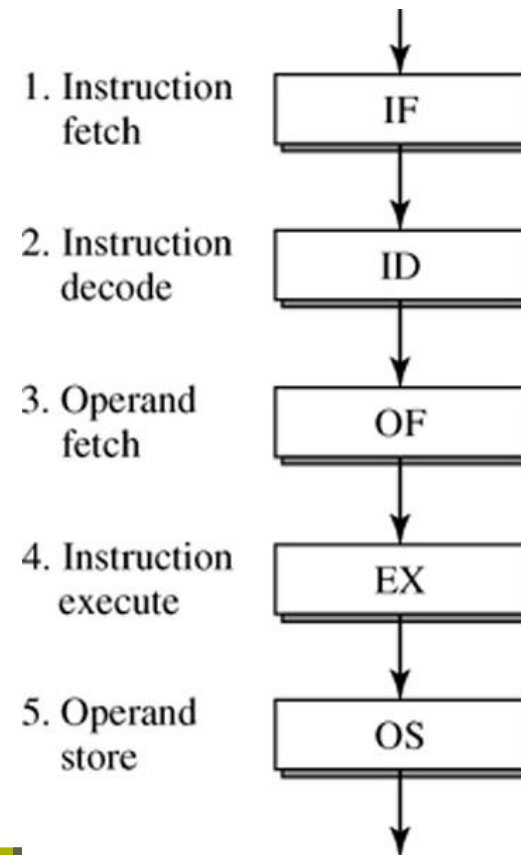 1. Instruction
fetch
IF
2. Instruction
decode
ID
3. Operand
fetch
OF
4. Instruction
execute
EX
5. Operand
store
OS